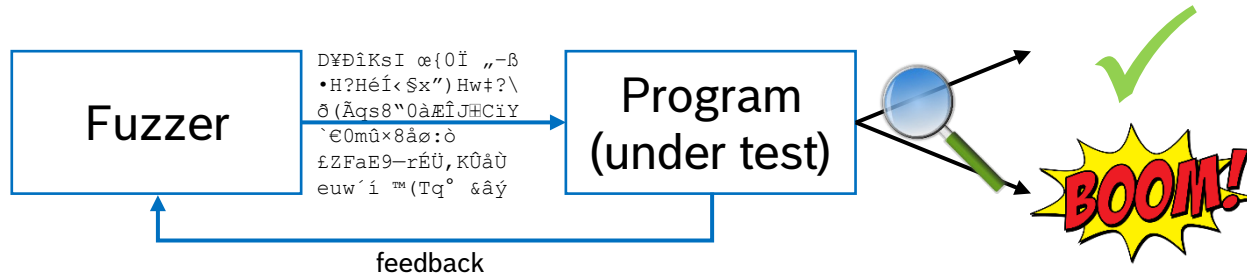 Fuzzer
D¥ÐîKsI œ{0Ï „–ß
•H?HéÍ‹§x”)Hw‡?\
ð(Ãqs8“0àÆÎJ⊞CïY
`€0mû×8åø:ò
£ZFaE9—rÉÜ,KÛåÙ
euw´í ™(Tq° &âý
Program
(under test)
BOOM!
feedback